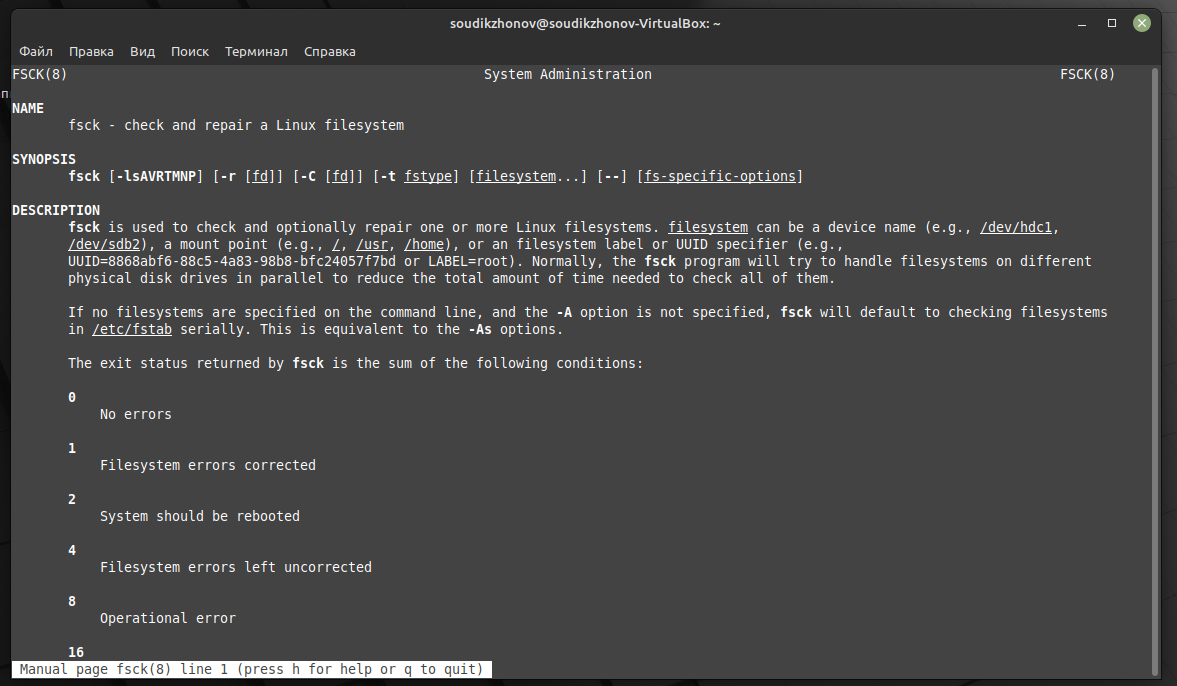 soudikzhonov@soudikzhonov-VirtualBox: ~
Файл Правка Вид Поиск Терминал Справка
FSCK(8) System Administration FSCK(8)
п
NAME
fsck - check and repair a Linux filesystem
SYNOPSIS
fsck [-lsAVRTMNP] [-r [fd]] [-C [fd]] [-t fstype] [filesystem...] [--] [fs-specific-options]
DESCRIPTION
fsck is used to check and optionally repair one or more Linux filesystems. filesystem can be a device name (e.g., /dev/hdc1,
/dev/sdb2), a mount point (e.g., /, /usr, /home), or an filesystem label or UUID specifier (e.g.,
UUID=8868abf6-88c5-4a83-98b8-bfc24057f7bd or LABEL=root). Normally, the fsck program will try to handle filesystems on different
physical disk drives in parallel to reduce the total amount of time needed to check all of them.
If no filesystems are specified on the command line, and the -A option is not specified, fsck will default to checking filesystems
in /etc/fstab serially. This is equivalent to the -As options.
The exit status returned by fsck is the sum of the following conditions:
0
No errors
1
Filesystem errors corrected
2
System should be rebooted
4
Filesystem errors left uncorrected
8
Operational error
16
Manual page fsck(8) line 1 (press h for help or q to quit)